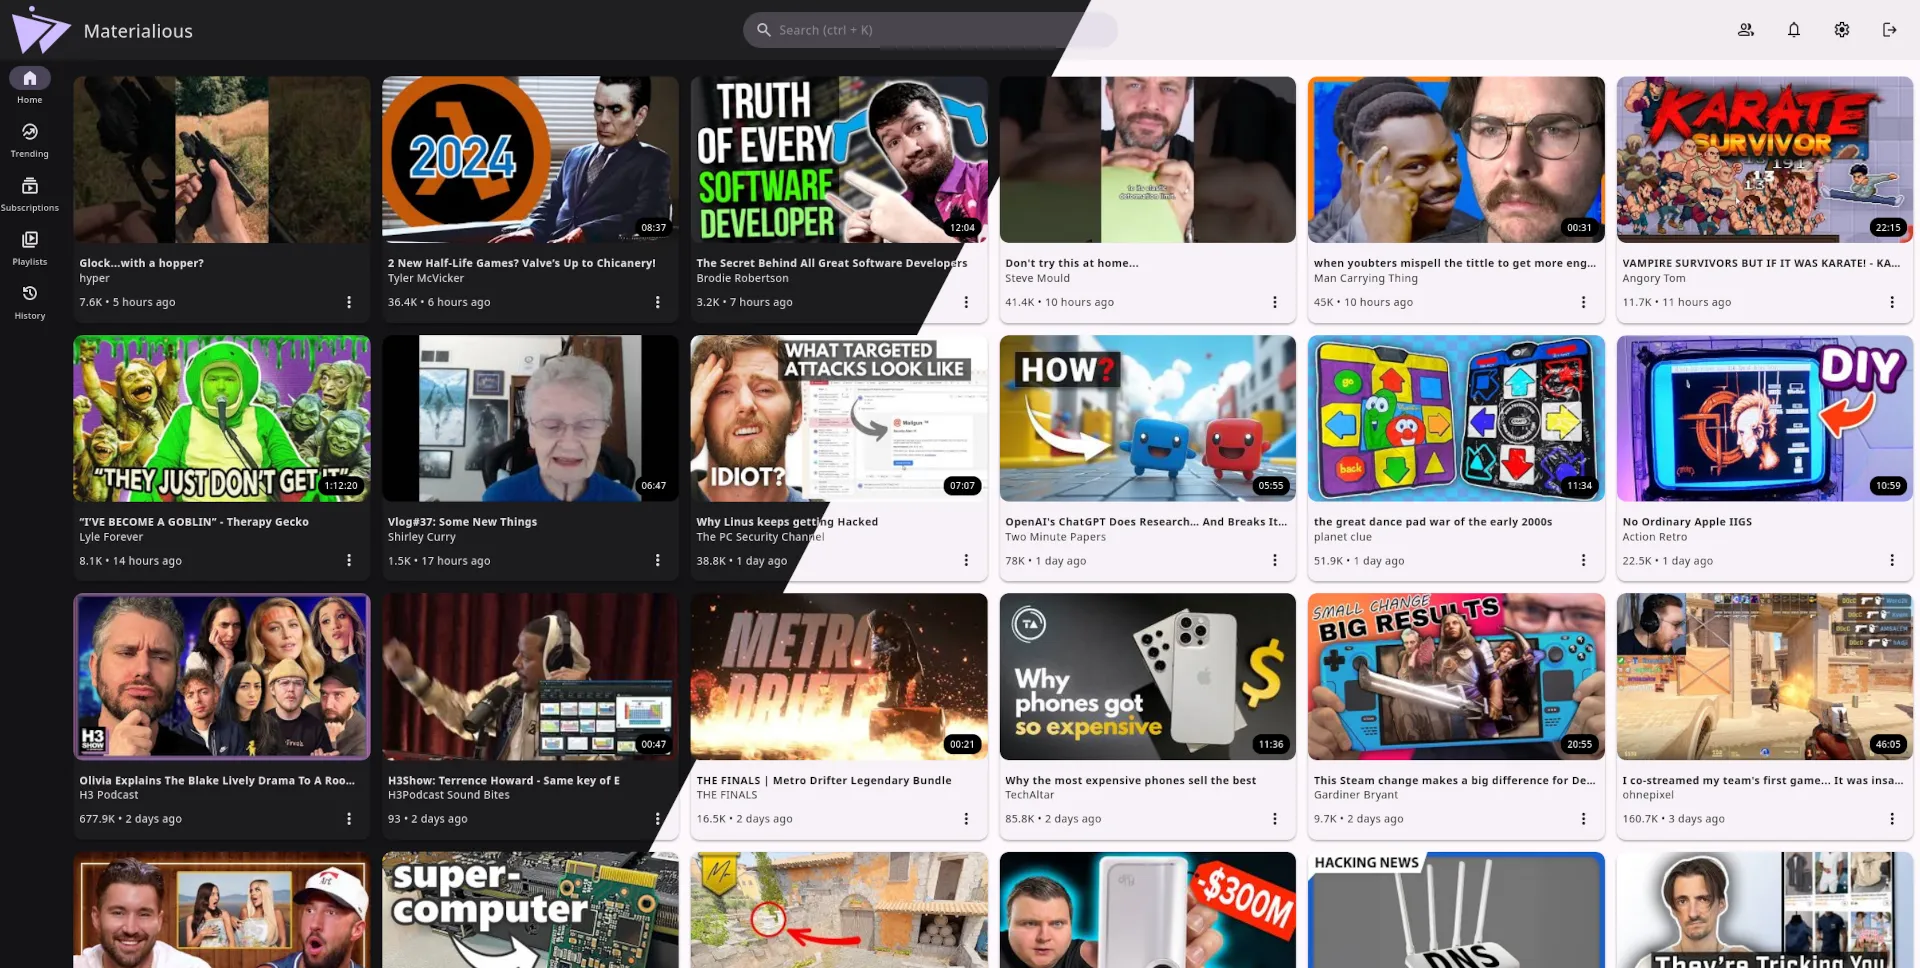 Materialious
Search (ctrl + K)
Home
Trending
Subscriptions
Playlists
History
2024
08:37
TRUTH
OF EVERY
SOFTWARE
DEVELOPER
12:04
to its elastic
deformation limit.
00:31
KARATE
SURVIVOR
191
13
13
22:15
Glock...with a hopper?
hyper
7.6K • 5 hours ago
2 New Half-Life Games? Valve's Up to Chicanery!
Tyler McVicker
36.4K • 6 hours ago
The Secret Behind All Great Software Developers
Brodie Robertson
3.2K • 7 hours ago
Don't try this at home...
Steve Mould
41.4K • 10 hours ago
when youbters mispell the tittle to get more eng...
Man Carrying Thing
45K • 10 hours ago
VAMPIRE SURVIVORS BUT IF IT WAS KARATE! - KA...
Angory Tom
11.7K • 11 hours ago
"THEY JUST DON'T GET IT"
1:12:20
06:47
WHAT TARGETED
ATTACKS LOOK LIKE
Mailgun
IDIOT?
07:07
HOW?
05:55
go
back
11:34
DIY
10:59
"I'VE BECOME A GOBLIN" - Therapy Gecko
Lyle Forever
8.1K • 14 hours ago
Vlog#37: Some New Things
Shirley Curry
1.5K • 17 hours ago
Why Linus keeps getting Hacked
The PC Security Channel
38.8K • 1 day ago
OpenAI's ChatGPT Does Research... And Breaks It...
Two Minute Papers
78K • 1 day ago
the great dance pad war of the early 2000s
planet clue
51.9K • 1 day ago
No Ordinary Apple IIGS
Action Retro
22.5K • 1 day ago
H3
SHOW
00:47
METRO
DRIFTER
00:21
TA
Why
phones got
so expensive
$
11:36
SMALL CHANGE
BIG RESULTS
20:55
46:05
Olivia Explains The Blake Lively Drama To A Roo...
H3 Podcast
677.9K • 2 days ago
H3Show: Terrence Howard - Same key of E
H3Podcast Sound Bites
93 • 2 days ago
THE FINALS | Metro Drifter Legendary Bundle
THE FINALS
16.5K • 2 days ago
Why the most expensive phones sell the best
TechAltar
85.8K • 2 days ago
This Steam change makes a big difference for De...
Gardiner Bryant
9.7K • 2 days ago
I co-streamed my team's first game... It was insa...
ohnepixel
160.7K • 3 days ago
Art
super-
computer
-$300M
HACKING NEWS
DNS
They're Tricking You